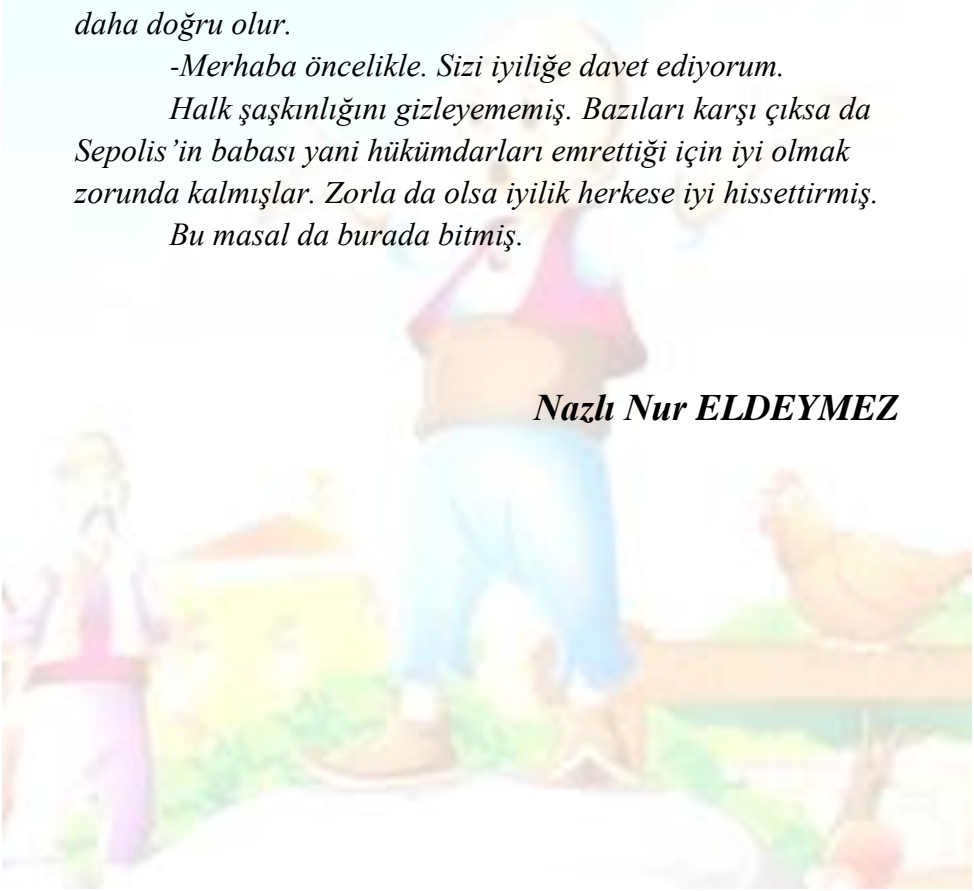 daha doğru olur.
-Merhaba öncelikle. Sizi iyiliğe davet ediyorum.
Halk şaşkınlığını gizleyememiş. Bazıları karşı çıksa da
Sepolis’in babası yani hükümdarları emrettiği için iyi olmak
zorunda kalmışlar. Zorla da olsa iyilik herkese iyi hissettirmiş.
Bu masal da burada bitmiş.
Nazlı Nur ELDEYMEZ